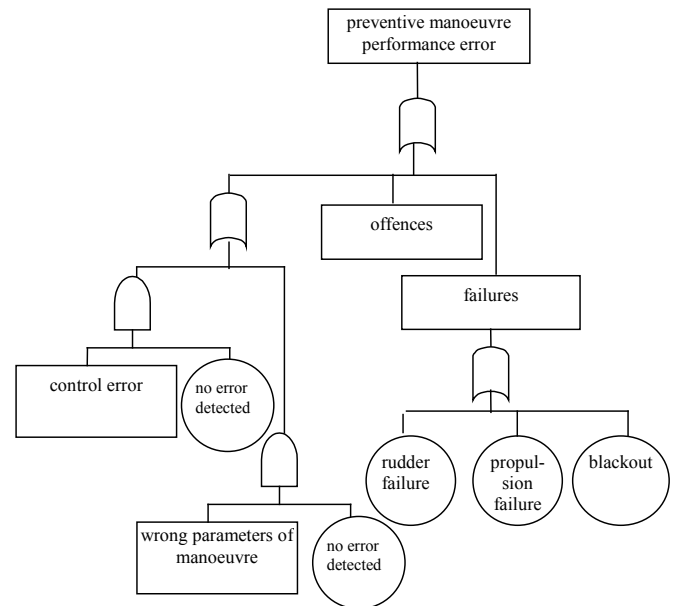 preventive manoeuvre
performance error
offences
failures
control error
no error
detected
rudder
failure
propul-
sion
failure
blackout
wrong parameters of
manoeuvre
no error
detected